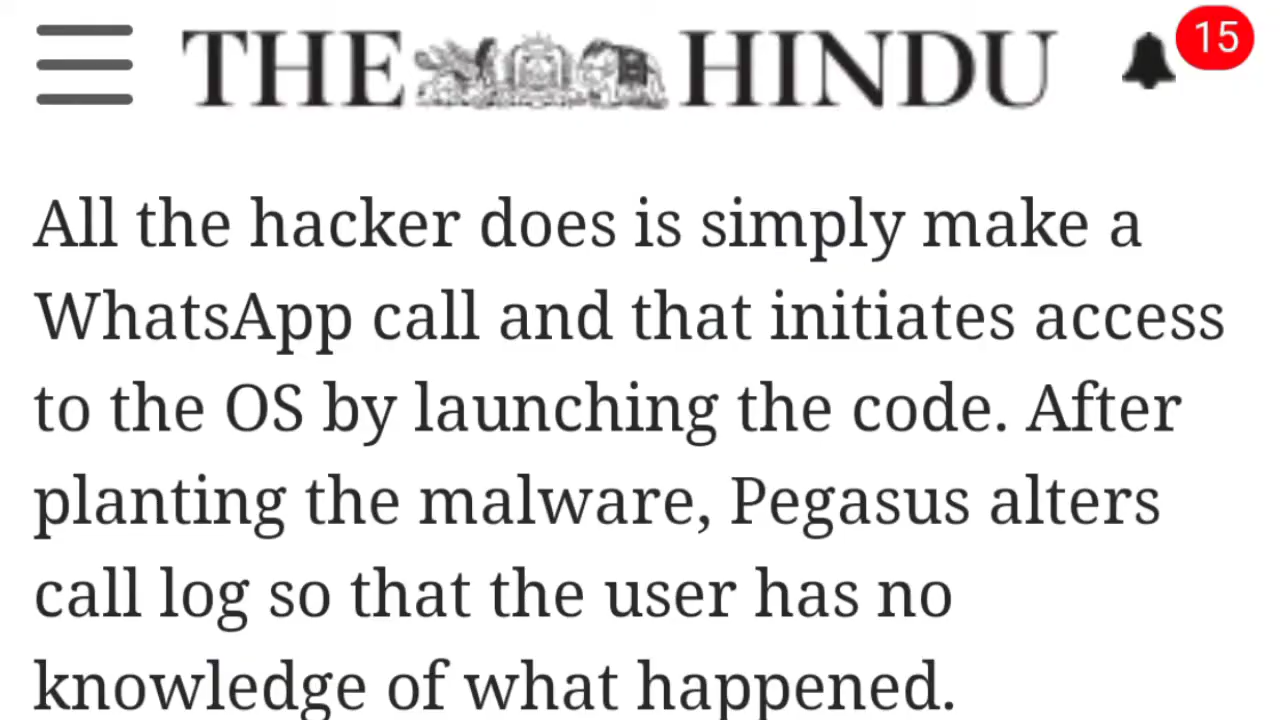 THE HINDU
15
All the hacker does is simply make a
WhatsApp call and that initiates access
to the OS by launching the code. After
planting the malware, Pegasus alters
call log so that the user has no
knowledge of what happened.